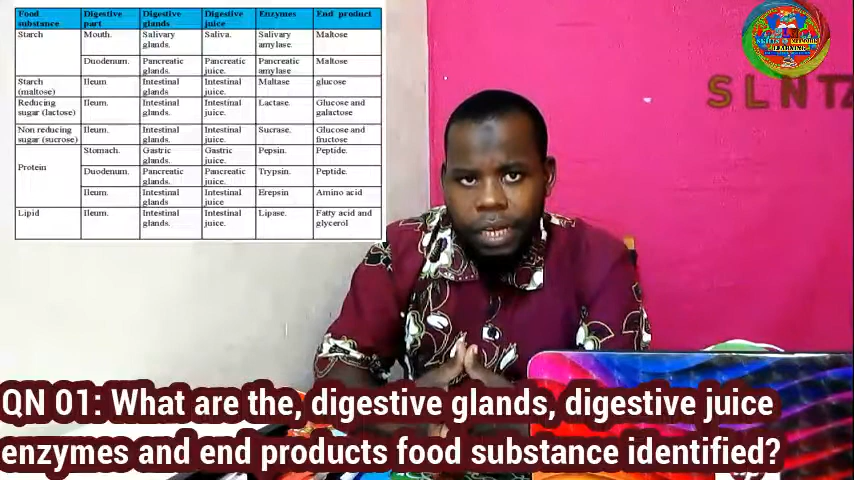 Food Digestive Digestive Digestive Enzymes End product
substance part glands juice
Starch Mouth. Salivary Saliva. Salivary Maltose
glands. amylase.
Duodenum. Pancreatic Pancreatic Pancreatic Maltose
glands. juice. amylase
Starch Ileum Intestinal Intestinal Maltase glucose
(maltose) glands juice.
Reducing Ileum. Intestinal Intestinal Lactase. Glucose and
sugar (lactose) glands. juice. galactose
Non reducing Ileum. Intestinal Intestinal Sucrase. Glucose and
sugar (sucrose) glands. juice. fructose
Protein Stomach. Gastric Gastric Pepsin. Peptide.
glands. juice.
Duodenum. Pancreatic Pancreatic Trypsin. Peptide.
glands. juice.
Ileum. Intestinal Intestinal Erepsin Amino acid
glands juice
Lipid Ileum. Intestinal Intestinal Lipase. Fatty acid and
glands. juice. glycerol
LEARNING
SLNTZ
QN 01: What are the, digestive glands, digestive juice
enzymes and end products food substance identified?